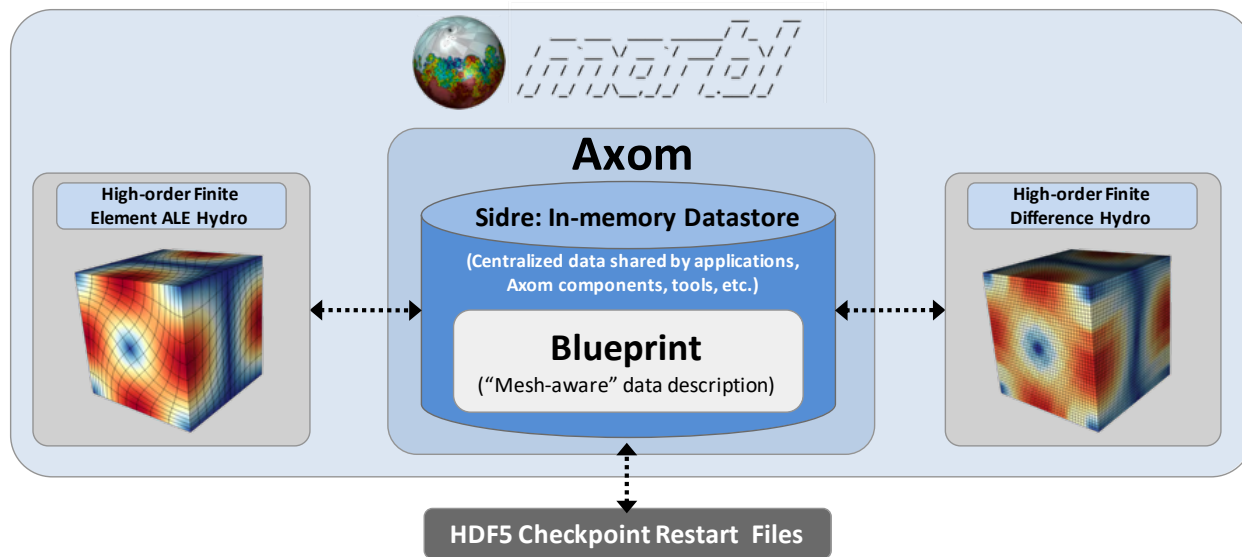 marbl
Axom
High-order Finite
Element ALE Hydro
Sidre: In-memory Datastore
(Centralized data shared by applications,
Axom components, tools, etc.)
Blueprint
(“Mesh-aware” data description)
High-order Finite
Difference Hydro
HDF5 Checkpoint Restart Files